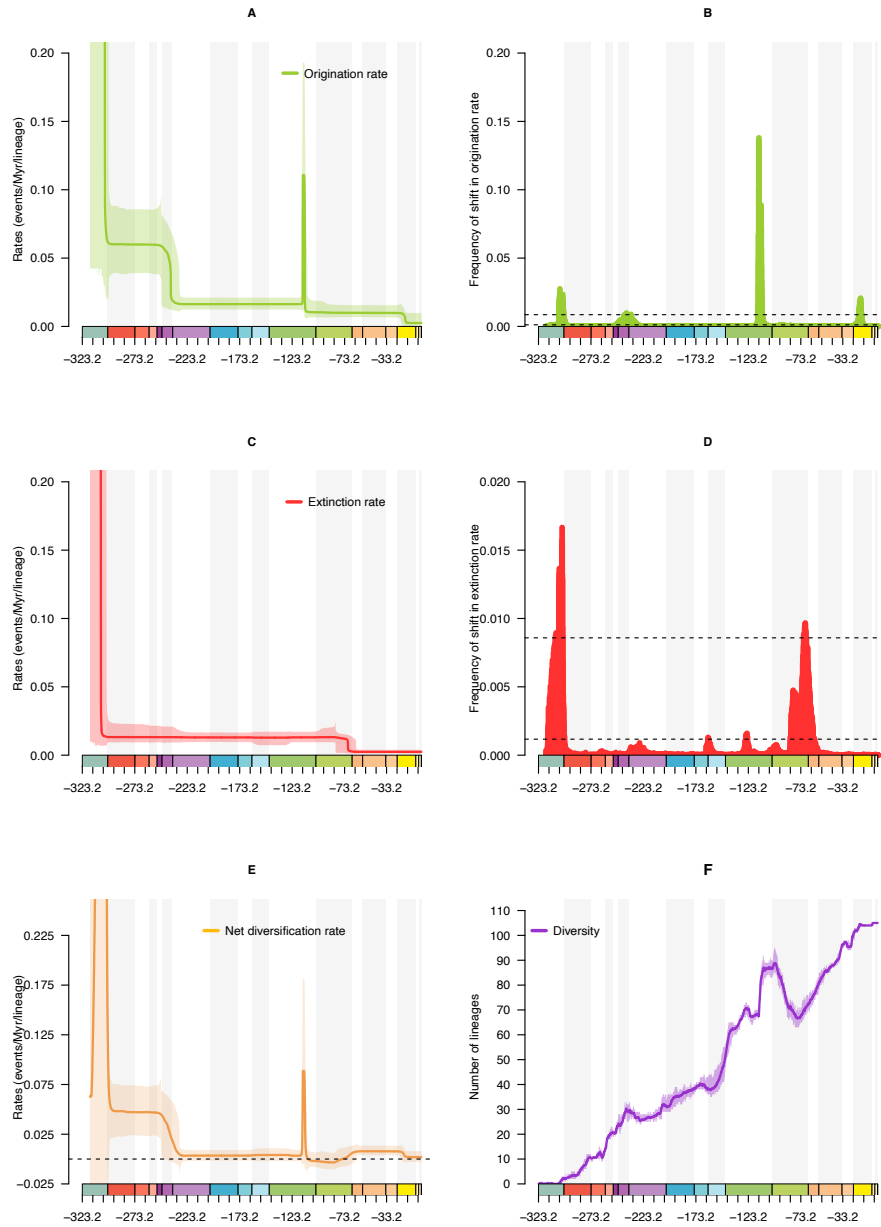 A
Rates (events/Myr/lineage)
0.20
0.15
0.10
0.05
0.00
Origination rate
−323.2 −273.2 −223.2 −173.2 −123.2 −73.2 −33.2
B
Frequency of shift in origination rate
0.20
0.15
0.10
0.05
0.00
−323.2 −273.2 −223.2 −173.2 −123.2 −73.2 −33.2
C
Rates (events/Myr/lineage)
0.20
0.15
0.10
0.05
0.00
Extinction rate
−323.2 −273.2 −223.2 −173.2 −123.2 −73.2 −33.2
D
Frequency of shift in extinction rate
0.020
0.015
0.010
0.005
0.000
−323.2 −273.2 −223.2 −173.2 −123.2 −73.2 −33.2
E
Rates (events/Myr/lineage)
0.225
0.175
0.125
0.075
0.025
−0.025
Net diversification rate
−323.2 −273.2 −223.2 −173.2 −123.2 −73.2 −33.2
F
Number of lineages
110
100
90
80
70
60
50
40
30
20
10
0
Diversity
−323.2 −273.2 −223.2 −173.2 −123.2 −73.2 −33.2